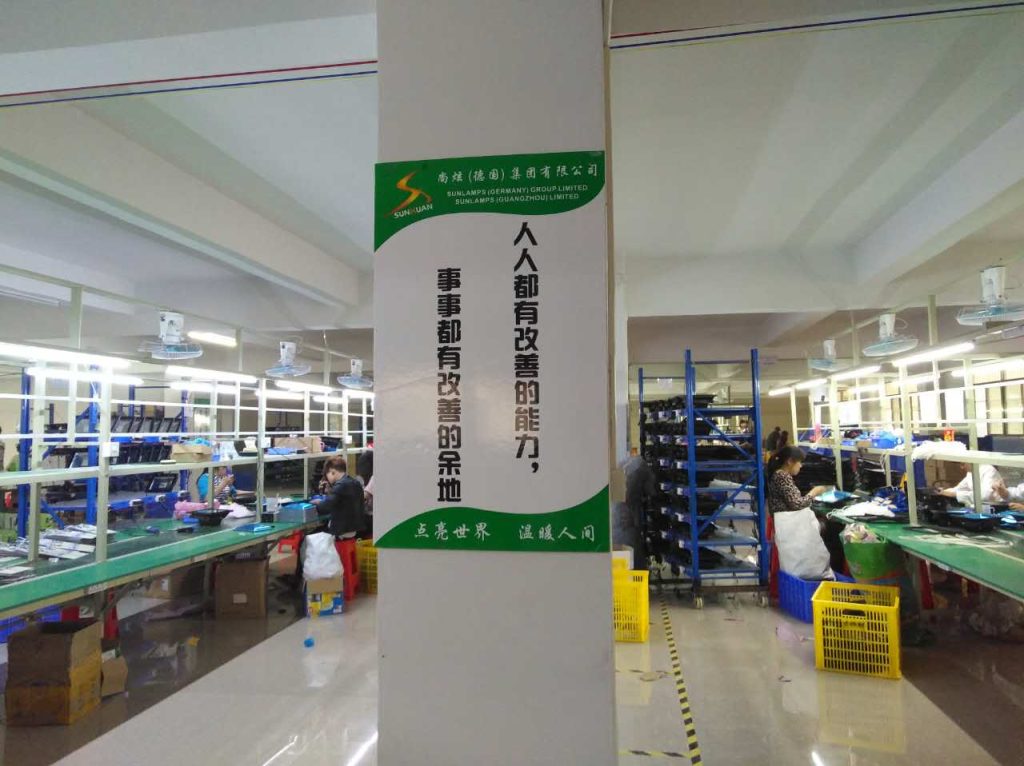 尚炫(德国)集团有限公司
SUNLAMPS (GERMANY) GROUP LIMITED
SUNLAMPS (GUANGZHOU) LIMITED
SUNXUAN
人人都有改善的能力,
事事都有改善的余地
点亮世界 温暖人间